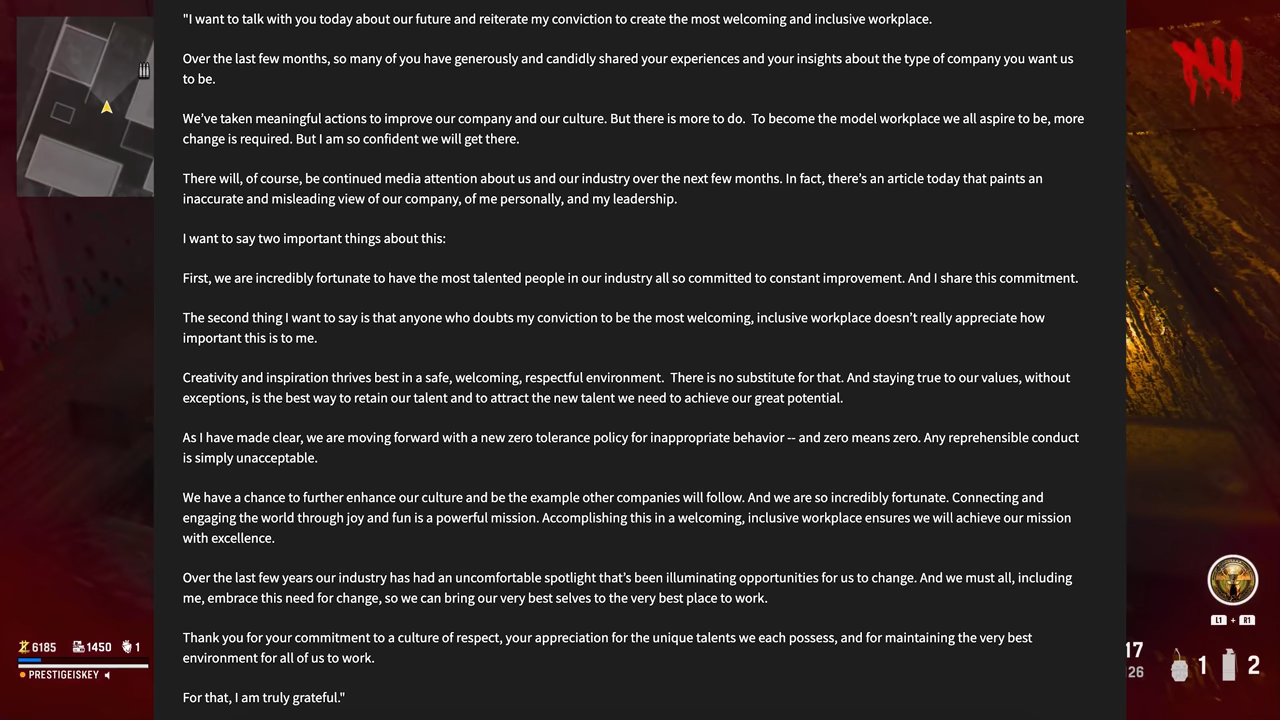 "I want to talk with you today about our future and reiterate my conviction to create the most welcoming and inclusive workplace.
Over the last few months, so many of you have generously and candidly shared your experiences and your insights about the type of company you want us
to be.
We've taken meaningful actions to improve our company and our culture. But there is more to do.  To become the model workplace we all aspire to be, more
change is required. But I am so confident we will get there.
There will, of course, be continued media attention about us and our industry over the next few months. In fact, there's an article today that paints an
inaccurate and misleading view of our company, of me personally, and my leadership.
I want to say two important things about this:
First, we are incredibly fortunate to have the most talented people in our industry all so committed to constant improvement. And I share this commitment.
The second thing I want to say is that anyone who doubts my conviction to be the most welcoming, inclusive workplace doesn't really appreciate how
important this is to me.
Creativity and inspiration thrives best in a safe, welcoming, respectful environment.  There is no substitute for that. And staying true to our values, without
exceptions, is the best way to retain our talent and to attract the new talent we need to achieve our great potential.
As I have made clear, we are moving forward with a new zero tolerance policy for inappropriate behavior -- and zero means zero. Any reprehensible conduct
is simply unacceptable.
We have a chance to further enhance our culture and be the example other companies will follow. And we are so incredibly fortunate. Connecting and
engaging the world through joy and fun is a powerful mission. Accomplishing this in a welcoming, inclusive workplace ensures we will achieve our mission
with excellence.
Over the last few years our industry has had an uncomfortable spotlight that's been illuminating opportunities for us to change. And we must all, including
me, embrace this need for change, so we can bring our very best selves to the very best place to work.
Thank you for your commitment to a culture of respect, your appreciation for the unique talents we each possess, and for maintaining the very best
environment for all of us to work.
For that, I am truly grateful."
6185 1450 1
PRESTIGEISKEY
L1 + R1
17
126
1 2